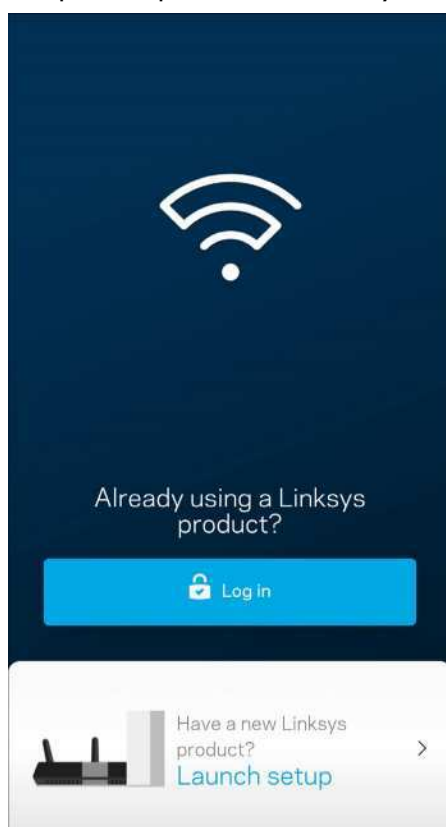 Already using a Linksys
product?
Log in
Have a new Linksys
product?
Launch setup